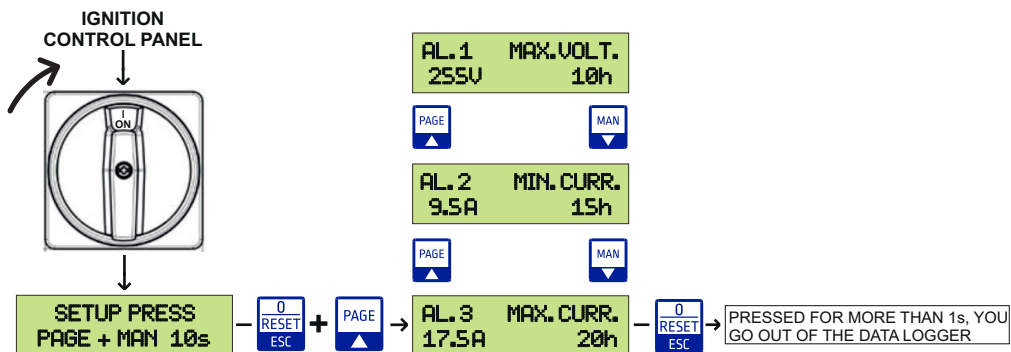 IGNITION
CONTROL PANEL
I
ON
SETUP PRESS
PAGE + MAN 10s
0
RESET
ESC
+
PAGE
AL.1 MAX.VOLT.
255V 10h
PAGE
MAN
AL.2 MIN.CURR.
9.5A 15h
PAGE
MAN
AL.3 MAX.CURR.
17.5A 20h
0
RESET
ESC
PRESSED FOR MORE THAN 1s, YOU
GO OUT OF THE DATA LOGGER